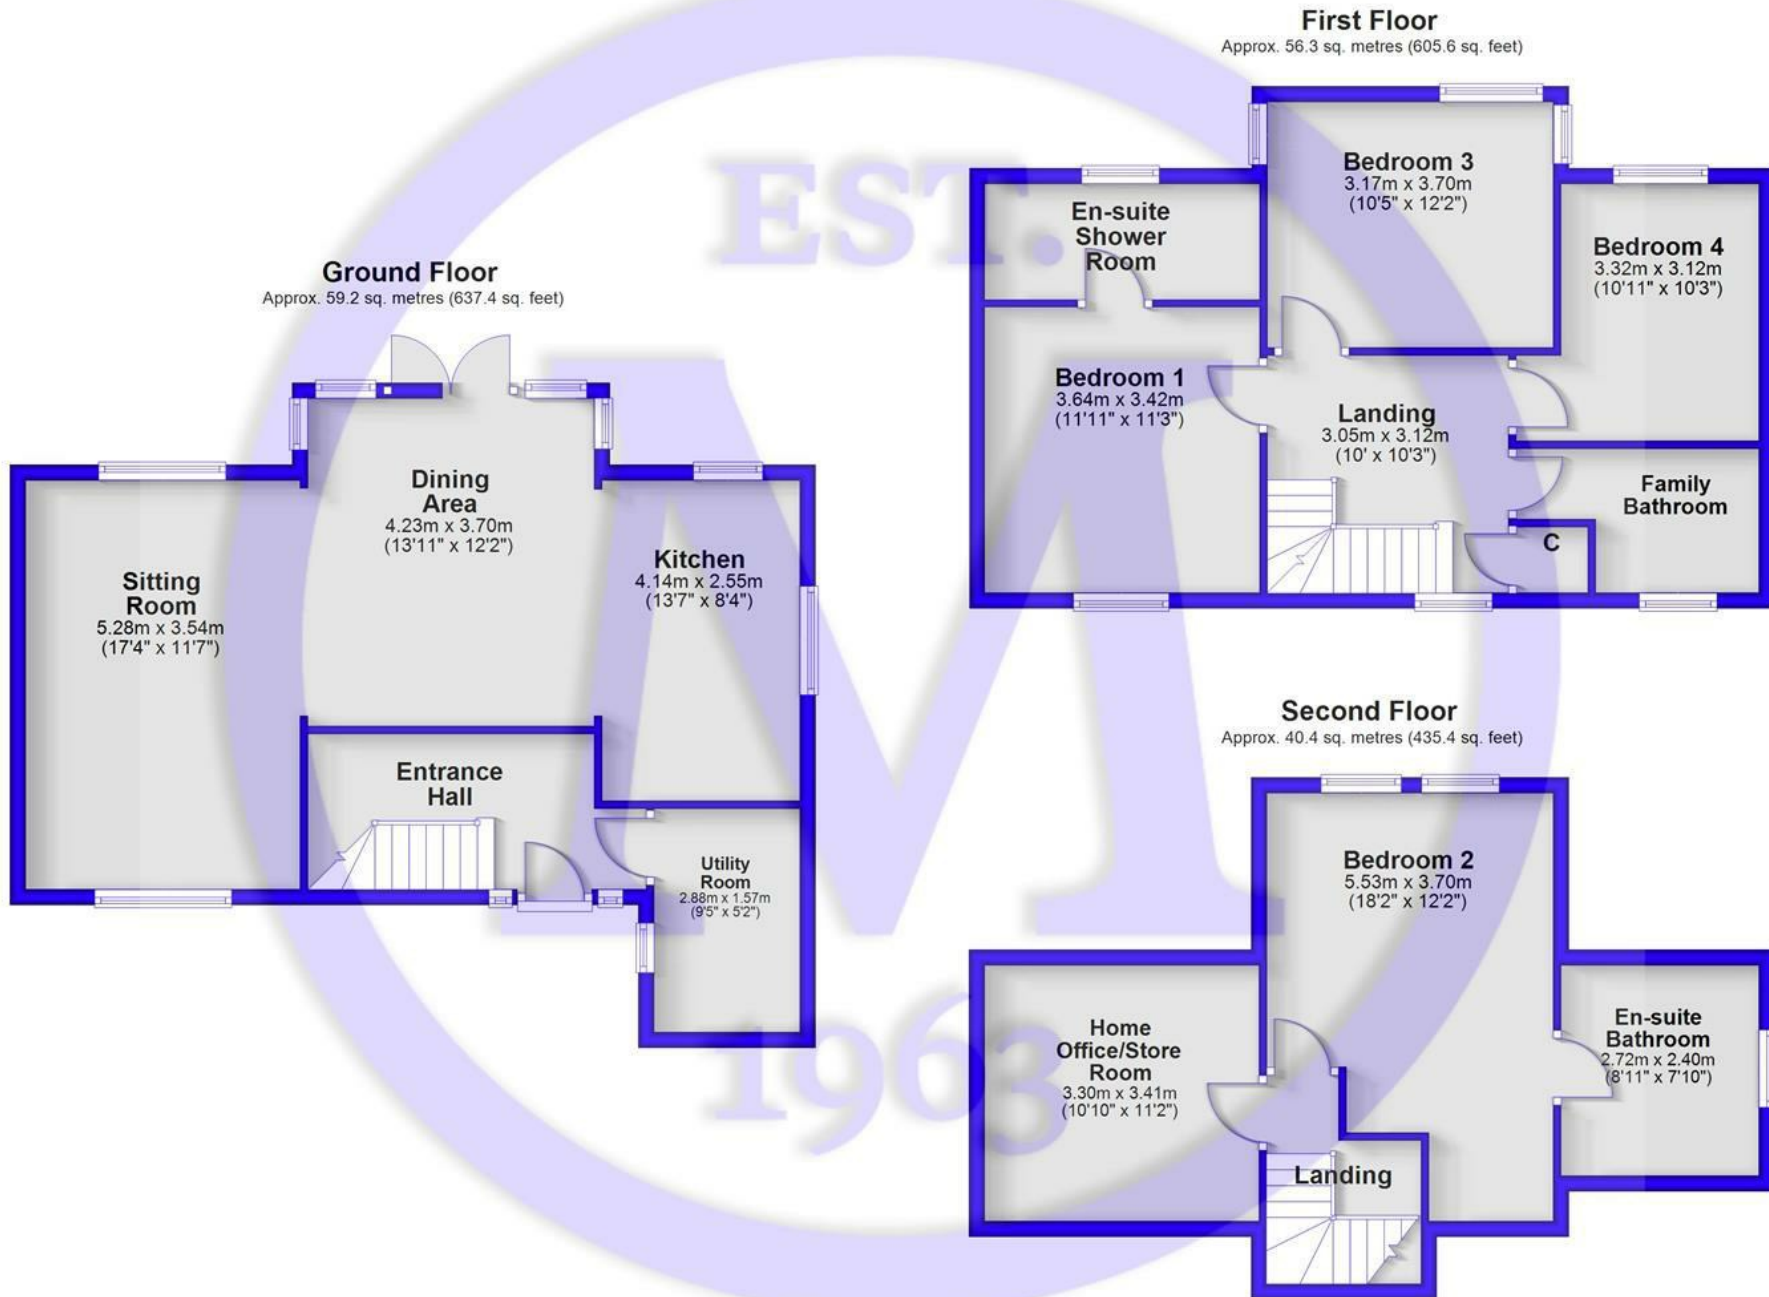 First Floor
Approx. 56.3 sq. metres (605.6 sq. feet)
Bedroom 3
3.17m x 3.70m
(10'5" x 12'2")
En-suite
Shower
Room
Bedroom 4
3.32m x 3.12m
(10'11" x 10'3")
Bedroom 1
3.64m x 3.42m
(11'11" x 11'3")
Landing
3.05m x 3.12m
(10' x 10'3")
Family
Bathroom
C
Ground Floor
Approx. 59.2 sq. metres (637.4 sq. feet)
Dining
Area
4.23m x 3.70m
(13'11" x 12'2")
Kitchen
4.14m x 2.55m
(13'7" x 8'4")
Sitting
Room
5.28m x 3.54m
(17'4" x 11'7")
Entrance
Hall
Utility
Room
2.88m x 1.57m
(9'5" x 5'2")
Second Floor
Approx. 40.4 sq. metres (435.4 sq. feet)
Bedroom 2
5.53m x 3.70m
(18'2" x 12'2")
Home
Office/Store
Room
3.30m x 3.41m
(10'10" x 11'2")
En-suite
Bathroom
2.72m x 2.40m
(8'11" x 7'10")
Landing
EST.
M
1963